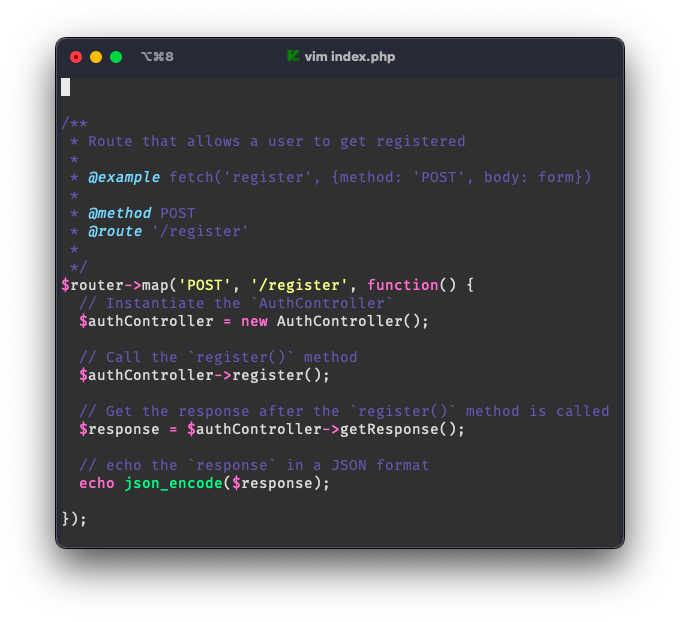 ⌥⌘8 vim index.php
/**
 * Route that allows a user to get registered
 *
 * @example fetch('register', {method: 'POST', body: form})
 *
 * @method POST
 * @route '/register'
 *
 */
$router->map('POST', '/register', function() {
  // Instantiate the `AuthController`
  $authController = new AuthController();

  // Call the `register()` method
  $authController->register();

  // Get the response after the `register()` method is called
  $response = $authController->getResponse();

  // echo the `response` in a JSON format
  echo json_encode($response);

});